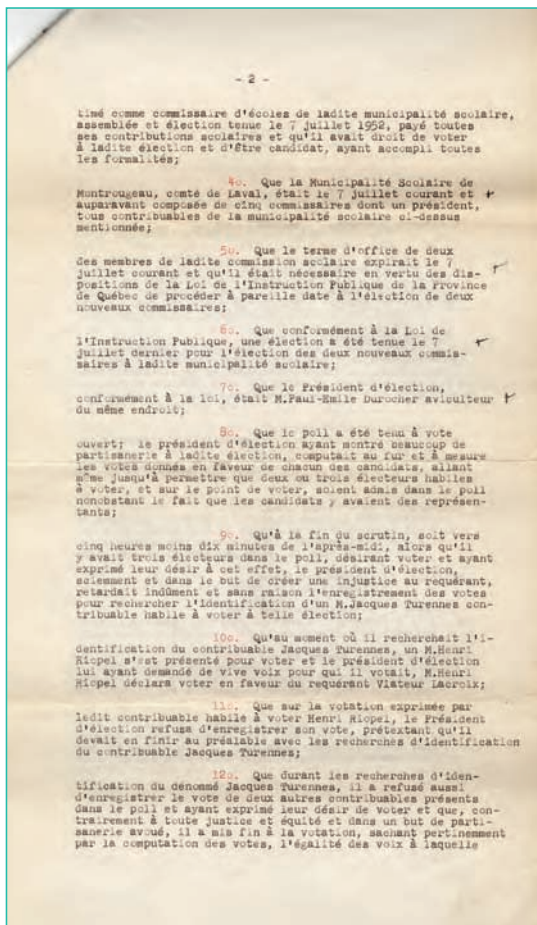 - 2 -
timé comme commissaire d'écoles de ladite municipalité scolaire,
assemblée et élection tenue le 7 juillet 1952, payé toutes
ses contributions scolaires et qu'il avait droit de voter
à ladite élection et d'être candidat, ayant accompli toutes
les formalités;
4o. Que la Municipalité Scolaire de
Montrougeau, comté de Laval, était le 7 juillet courant et
auparavant composée de cinq commissaires dont un président,
tous contribuables de la municipalité scolaire ci-dessus
mentionnée;
5o. Que le terme d'office de deux
des membres de ladite commission scolaire expirait le 7
juillet courant et qu'il était nécessaire en vertu des dis-
positions de la Loi de l'Instruction Publique de la Province
de Québec de procéder à pareille date à l'élection de deux
nouveaux commissaires;
6o. Que conformément à la Loi de
l'Instruction Publique, une élection a été tenue le 7
juillet dernier pour l'élection des deux nouveaux commis-
saires à ladite municipalité scolaire;
7o. Que le Président d'élection,
conformément à la loi, était M.Paul-Emile Durocher aviculteur
du même endroit;
8o. Que le poll a été tenu à vote
ouvert; le président d'élection ayant montré beaucoup de
partisanerie à ladite élection, computait au fur et à mesure
les votes donnés en faveur de chacun des candidats, allant
même jusqu'à permettre que deux ou trois électeurs habiles
à voter, et sur le point de voter, soient admis dans le poll
nonobstant le fait que les candidats y avaient des représen-
tants;
9o. Qu'à la fin du scrutin, soit vers
cinq heures moins dix minutes de l'après-midi, alors qu'il
y avait trois électeurs dans le poll, désirant voter et ayant
exprimé leur désir à cet effet, le président d'élection,
sciemment et dans le but de créer une injustice au requérant,
retardait indûment et sans raison l'enregistrement des votes
pour rechercher l'identification d'un M.Jacques Turennes con-
tribuable habile à voter à telle élection;
10o. Qu'au moment où il recherchait l'i-
dentification du contribuable Jacques Turennes, un M.Henri
Riopel s'est présenté pour voter et le président d'élection
lui ayant demandé de vive voix pour qui il votait, M.Henri
Riopel déclara voter en faveur du requérant Viateur Lacroix;
11o. Que sur la votation exprimée par
ledit contribuable habile à voter Henri Riopel, le Président
d'élection refusa d'enregistrer son vote, prétextant qu'il
devait en finir au préalable avec les recherches d'identification
du contribuable Jacques Turennes;
12o. Que durant les recherches d'iden-
tification du dénommé Jacques Turennes, il a refusé aussi
d'enregistrer le vote de deux autres contribuables présents
dans le poll et ayant exprimé leur désir de voter et que, con-
trairement à toute justice et équité et dans un but de parti-
sanerie avoué, il a mis fin à la votation, sachant pertinemment
par la computation des votes, l'égalité des voix à laquelle